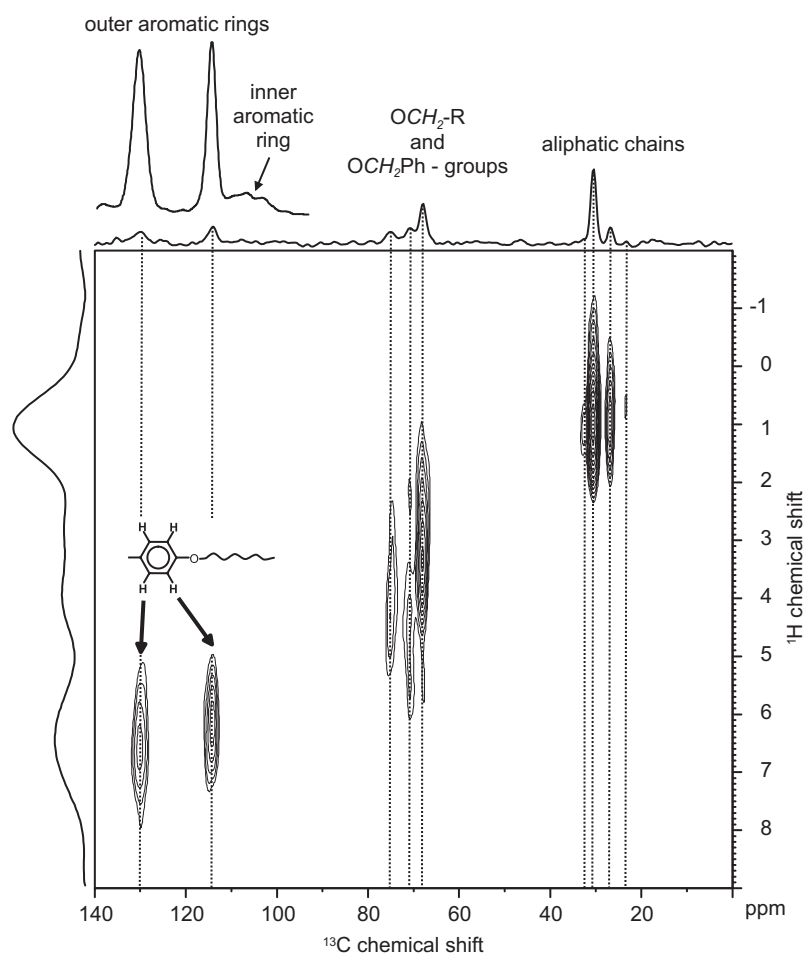 outer aromatic rings
inner
aromatic
ring
OCH₂-R
and
OCH₂Ph - groups
aliphatic chains
-1
0
1
2
3
4
5
6
7
8
¹H chemical shift
H H
O
H H
140 120 100 80 60 40 20 ppm
¹³C chemical shift